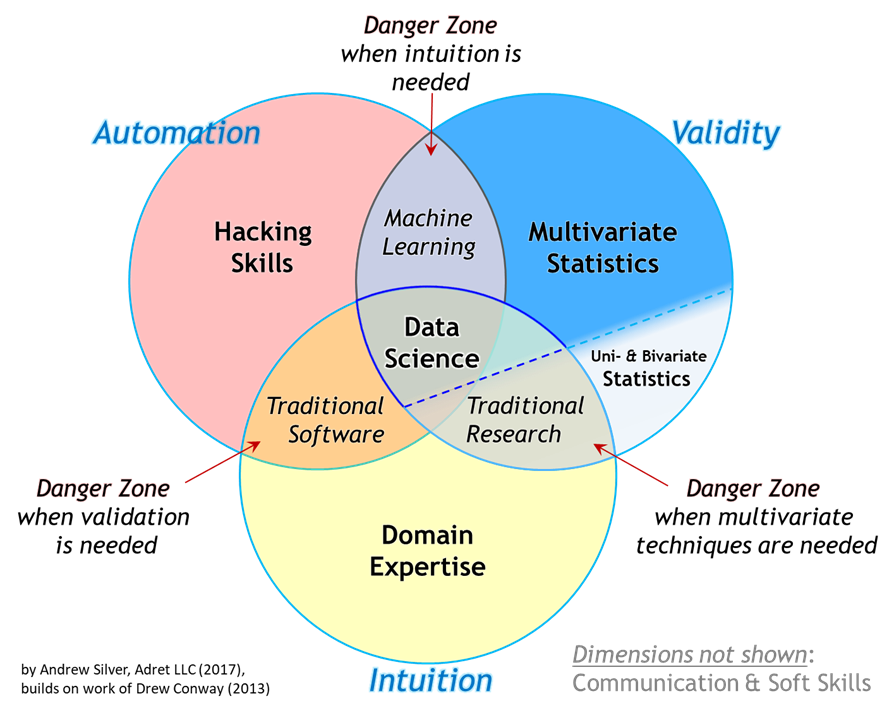 Danger Zone
when intuition is
needed
Automation
Validity
Hacking
Skills
Machine
Learning
Multivariate
Statistics
Data
Science
Uni- & Bivariate
Statistics
Traditional
Software
Traditional
Research
Danger Zone
when validation
is needed
Danger Zone
when multivariate
techniques are needed
Domain
Expertise
Intuition
by Andrew Silver, Adret LLC (2017),
builds on work of Drew Conway (2013)
Dimensions not shown:
Communication & Soft Skills